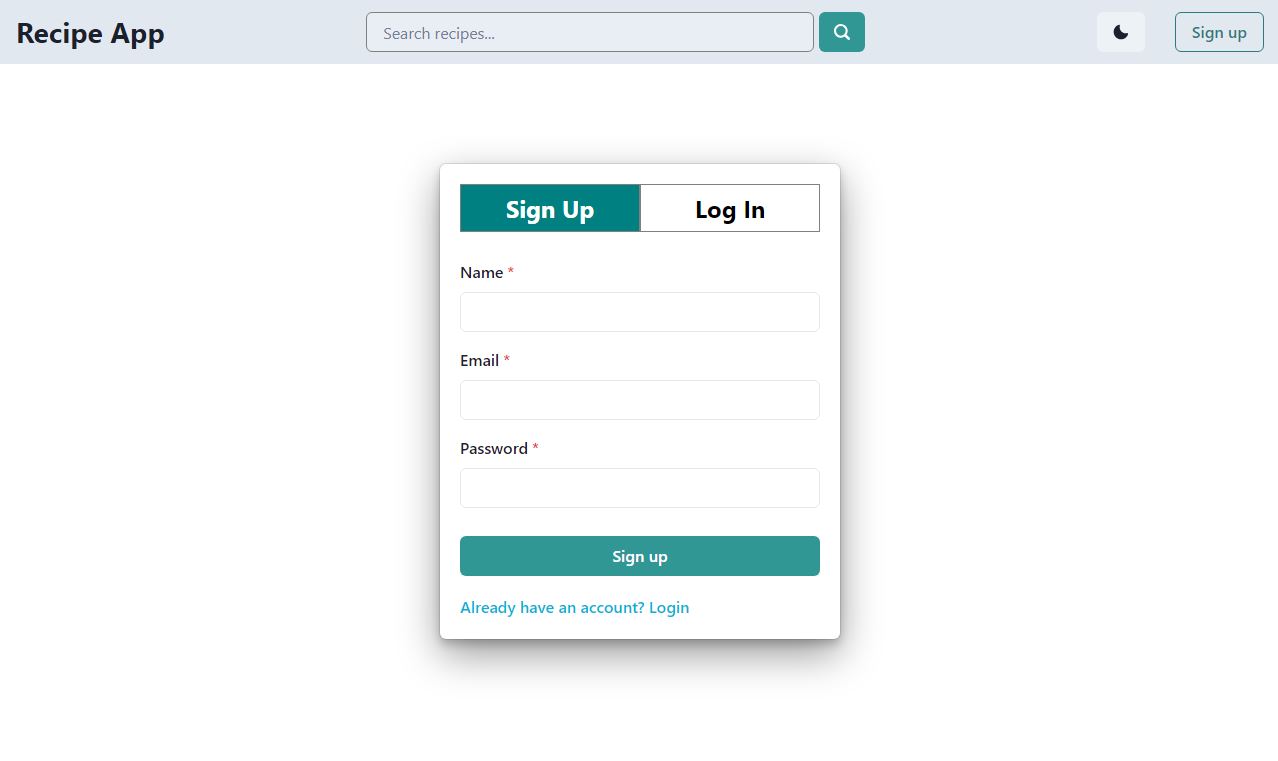 Recipe App
Search recipes...
Sign up
Sign Up
Log In
Name *
Email *
Password *
Sign up
Already have an account? Login